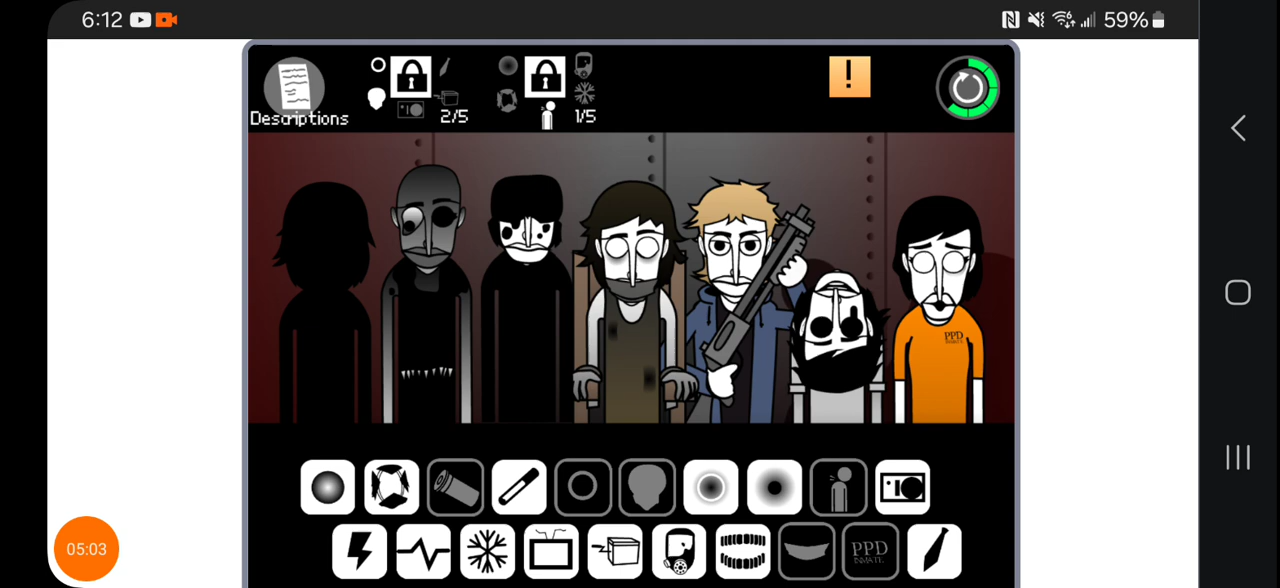 6:12
59%
Descriptions
2/5
1/5
!
PPD
INMATE
PPD
INMATE
05:03